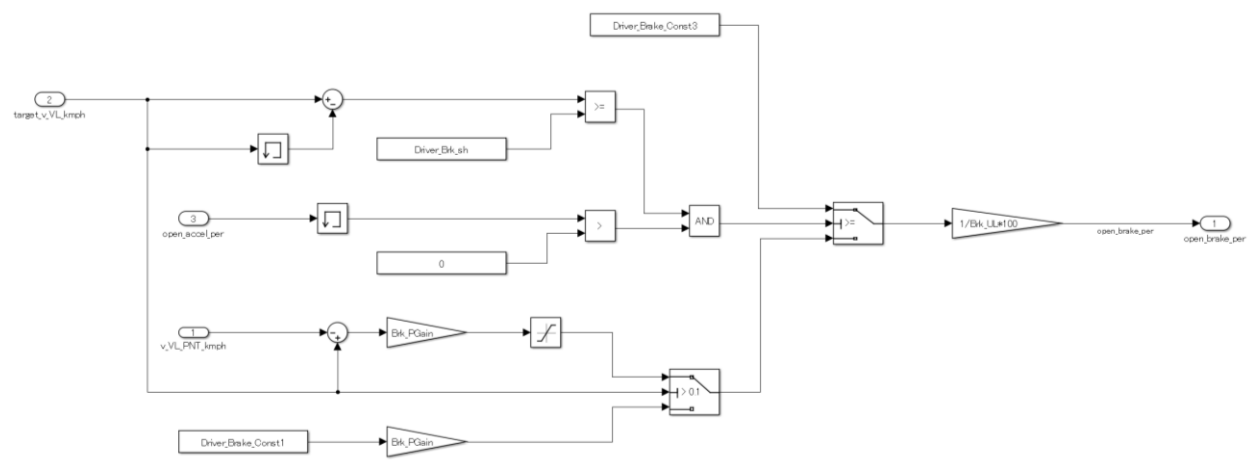 Driver_Brake_Const3
2
target_v_VL_kmph
+
−
>=
Driver_Brk_sh
3
open_accel_per
>
AND
>=
1/Brk_UL*100
open_brake_per
1
open_brake_per
0
1
v_VL_PNT_kmph
−
+
Brk_PGain
> 0.1
Driver_Brake_Const1
Brk_PGain